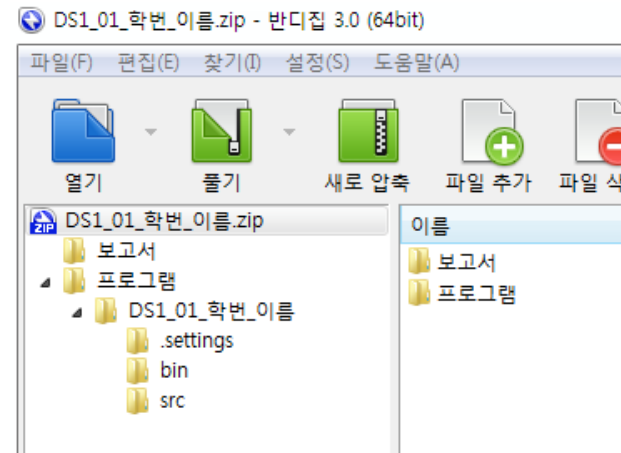 DS1_01_학번_이름.zip - 반디집 3.0 (64bit)
파일(F) 편집(E) 찾기(I) 설정(S) 도움말(A)
열기 풀기 새로 압축 파일 추가 파일
DS1_01_학번_이름.zip
보고서
프로그램
DS1_01_학번_이름
.settings
bin
src
이름
보고서
프로그램